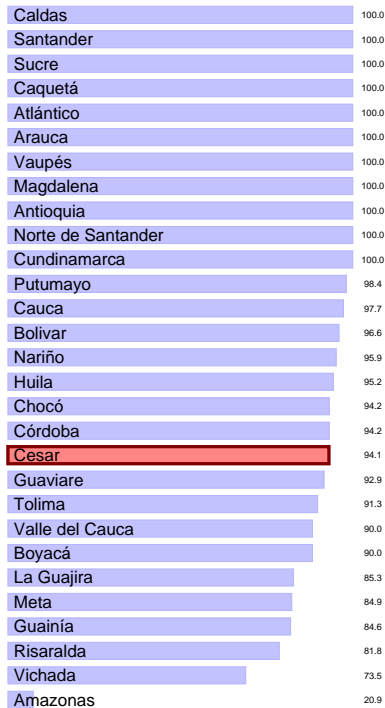 Caldas 100.0
Santander 100.0
Sucre 100.0
Caquetá 100.0
Atlántico 100.0
Arauca 100.0
Vaupés 100.0
Magdalena 100.0
Antioquia 100.0
Norte de Santander 100.0
Cundinamarca 100.0
Putumayo 98.4
Cauca 97.7
Bolivar 96.6
Nariño 95.9
Huila 95.2
Chocó 94.2
Córdoba 94.2
Cesar 94.1
Guaviare 92.9
Tolima 91.3
Valle del Cauca 90.0
Boyacá 90.0
La Guajira 85.3
Meta 84.9
Guainía 84.6
Risaralda 81.8
Vichada 73.5
Amazonas 20.9